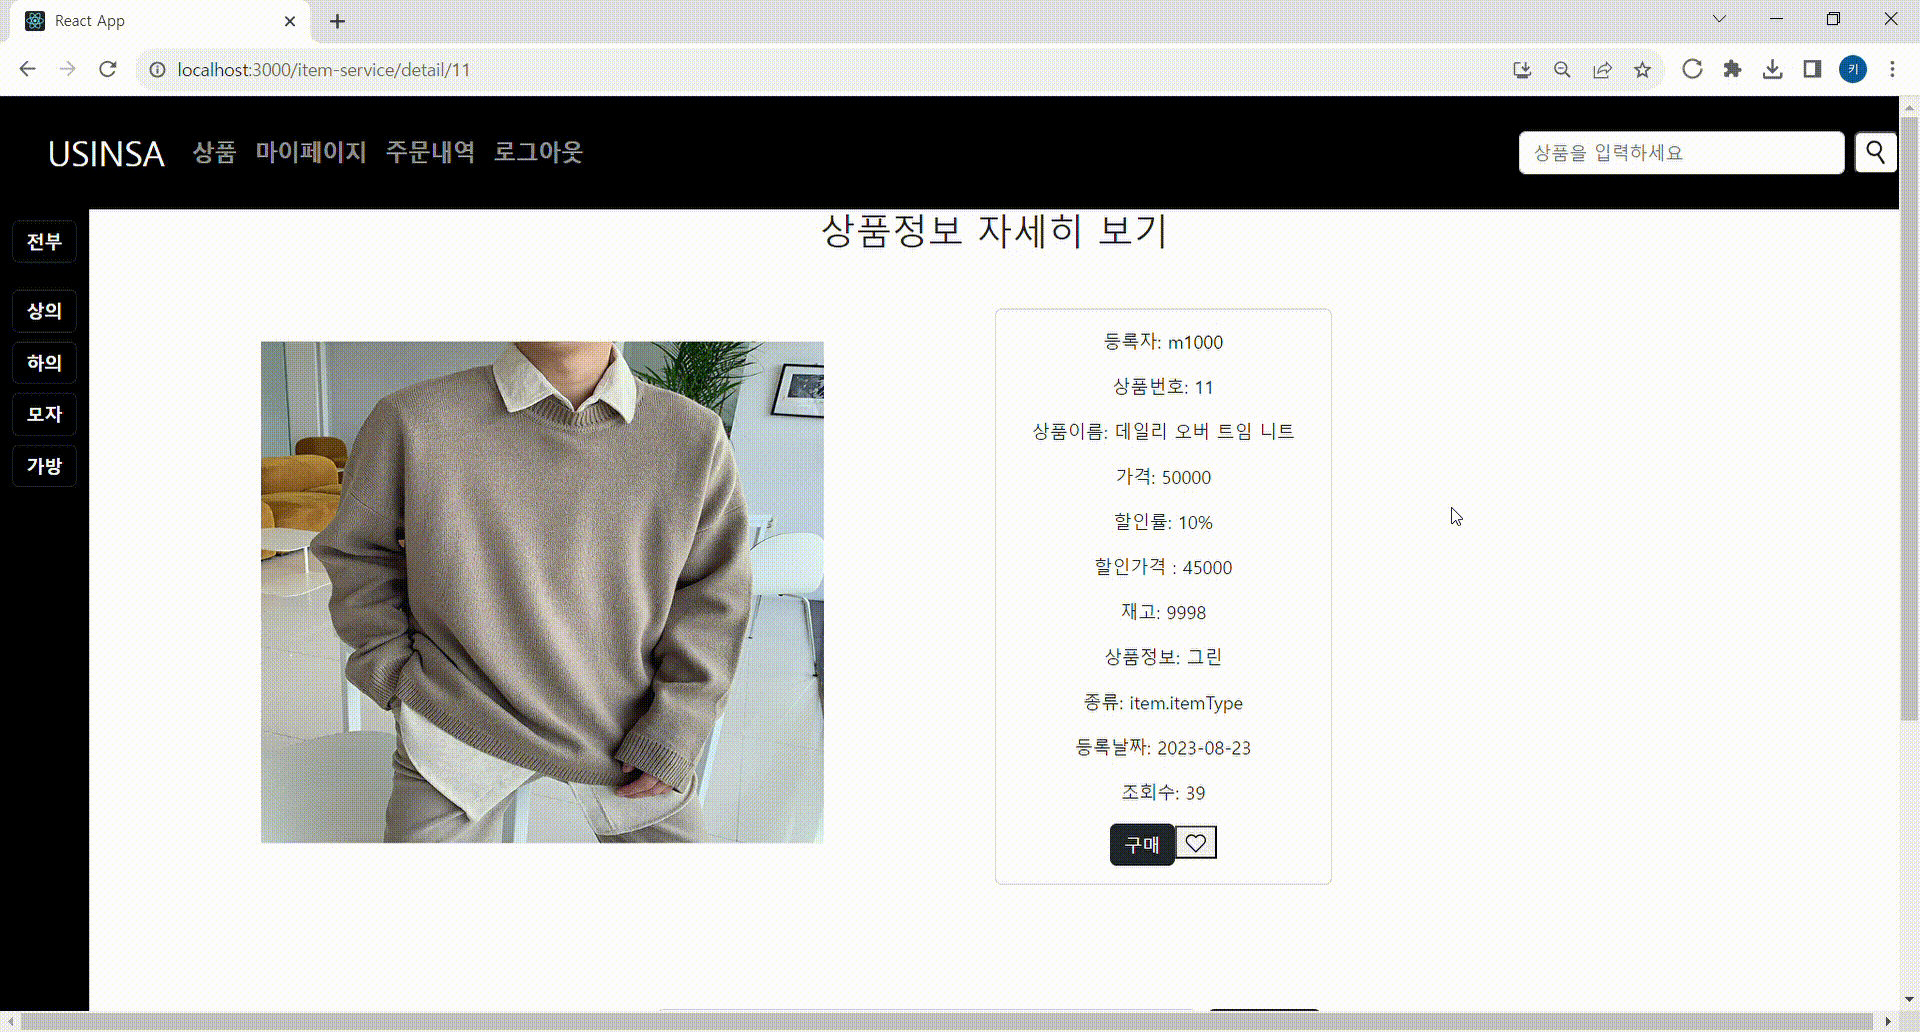 React App
localhost:3000/item-service/detail/11
키
USINSA 상품 마이페이지 주문내역 로그아웃
상품을 입력하세요
전부
상의
하의
모자
가방
상품정보 자세히 보기
등록자: m1000
상품번호: 11
상품이름: 데일리 오버 트임 니트
가격: 50000
할인률: 10%
할인가격 : 45000
재고: 9998
상품정보: 그린
종류: item.itemType
등록날짜: 2023-08-23
조회수: 39
구매